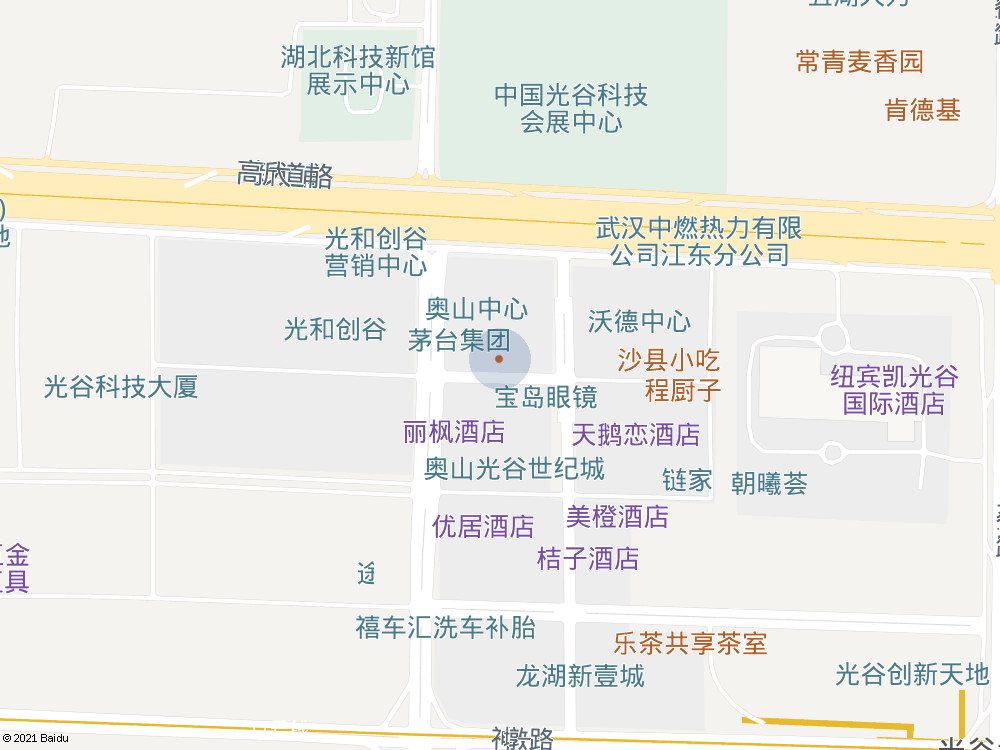 湖北科技新馆
展示中心
中国光谷科技
会展中心
常青麦香园
肯德基
武汉中燃热力有限
公司江东分公司
光和创谷
营销中心
奥山中心
光和创谷
茅台集团
沃德中心
沙县小吃
程厨子
光谷科技大厦
宝岛眼镜
纽宾凯光谷
国际酒店
丽枫酒店
天鹅恋酒店
奥山光谷世纪城
链家
朝曦荟
优居酒店
美橙酒店
桔子酒店
禧车汇洗车补胎
乐茶共享茶室
龙湖新壹城
光谷创新天地
© 2021 Baidu